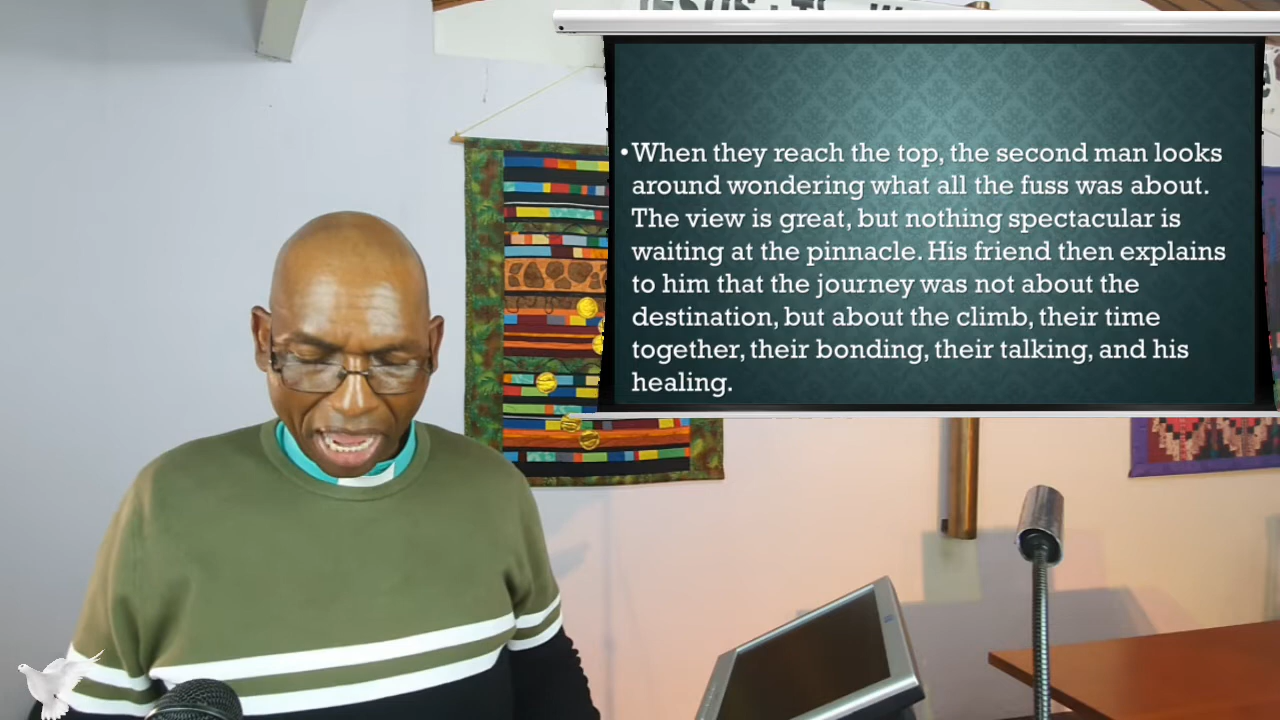 JESUS : THE W
• When they reach the top, the second man looks
around wondering what all the fuss was about.
The view is great, but nothing spectacular is
waiting at the pinnacle. His friend then explains
to him that the journey was not about the
destination, but about the climb, their time
together, their bonding, their talking, and his
healing.